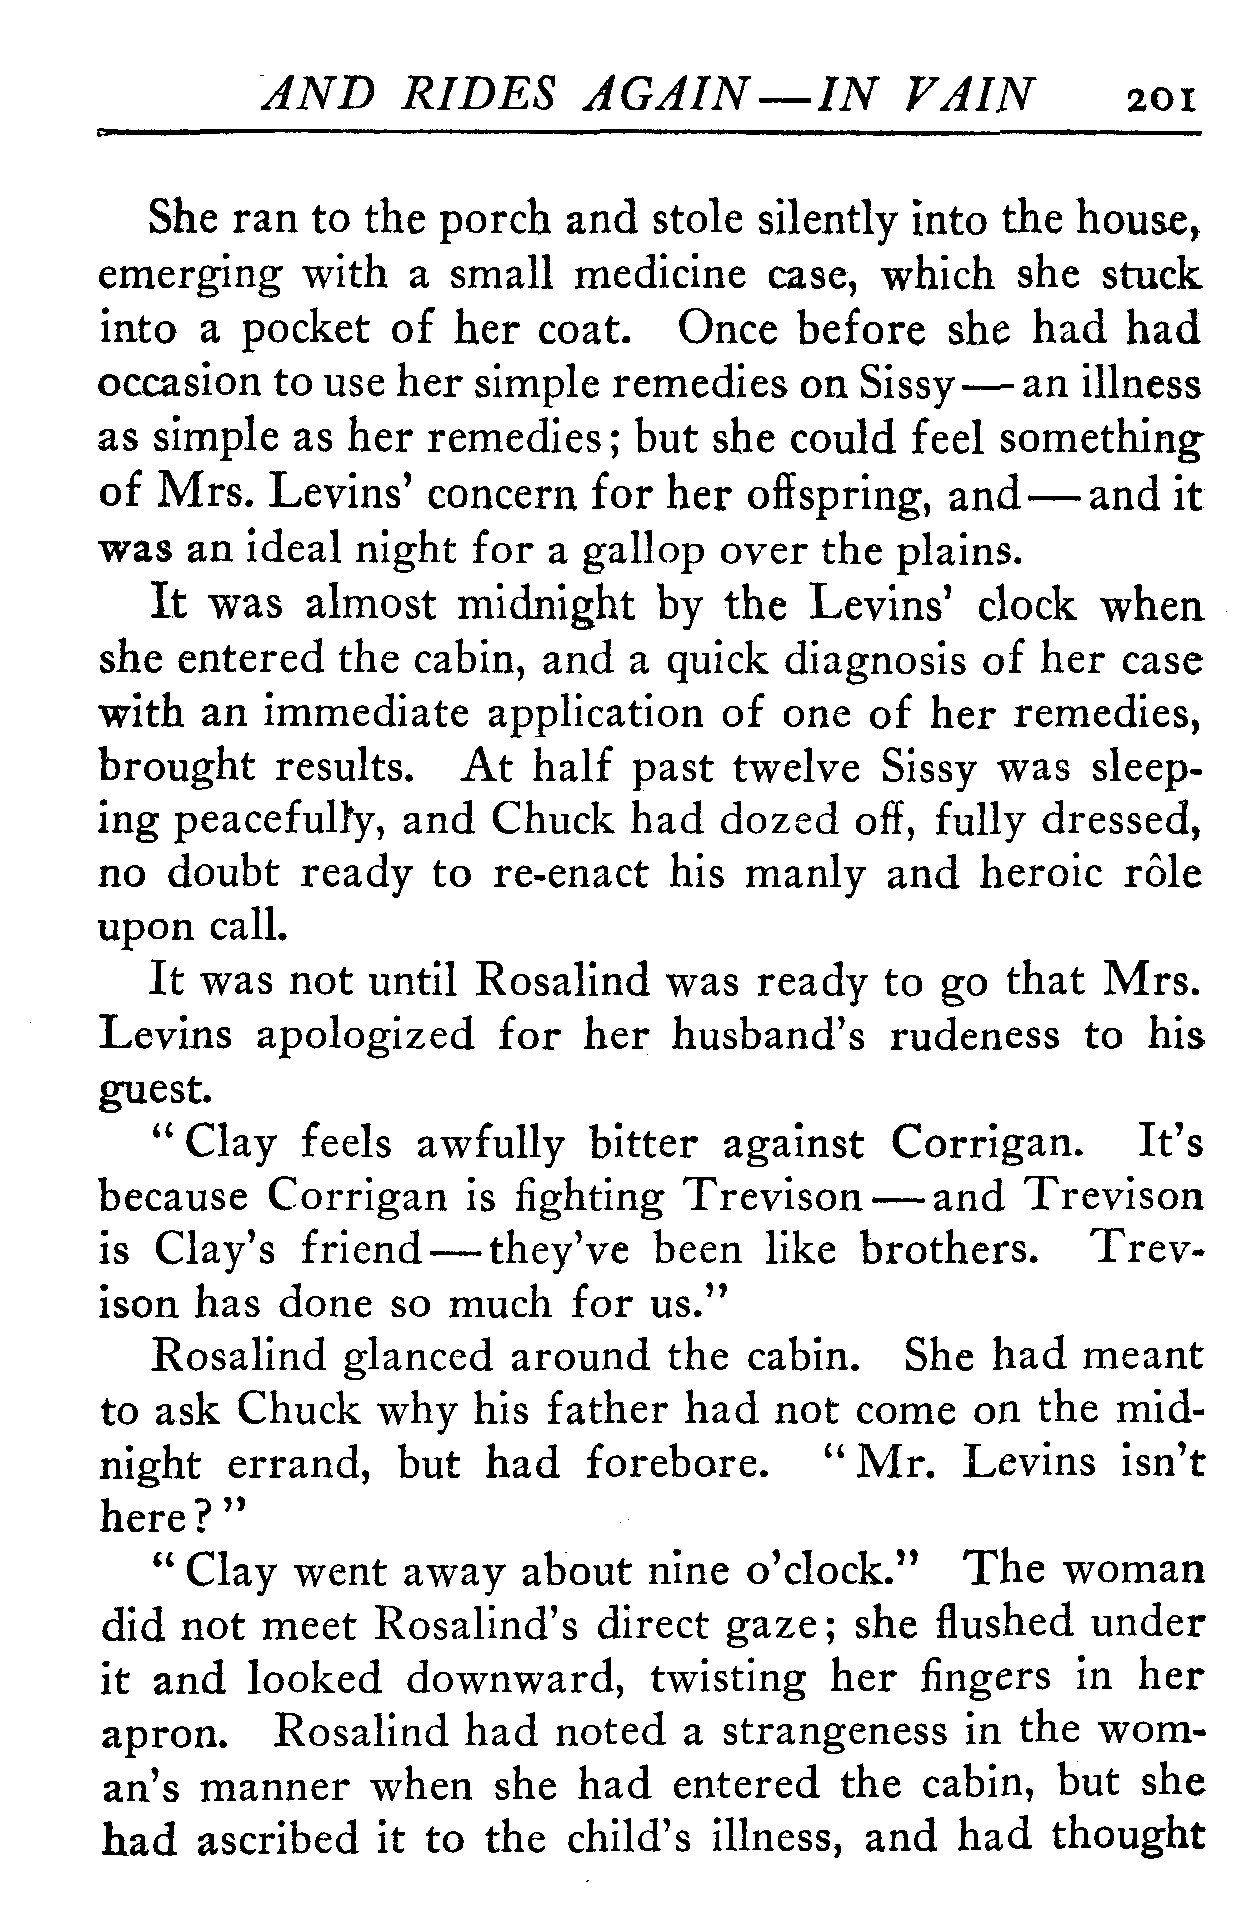 AND RIDES AGAIN—IN VAIN 201
She ran to the porch and stole silently into the house,
emerging with a small medicine case, which she stuck
into a pocket of her coat. Once before she had had
occasion to use her simple remedies on Sissy—an illness
as simple as her remedies; but she could feel something
of Mrs. Levins' concern for her offspring, and—and it
was an ideal night for a gallop over the plains.
It was almost midnight by the Levins' clock when
she entered the cabin, and a quick diagnosis of her case
with an immediate application of one of her remedies,
brought results. At half past twelve Sissy was sleep-
ing peacefully, and Chuck had dozed off, fully dressed,
no doubt ready to re-enact his manly and heroic rôle
upon call.
It was not until Rosalind was ready to go that Mrs.
Levins apologized for her husband's rudeness to his
guest.
"Clay feels awfully bitter against Corrigan. It's
because Corrigan is fighting Trevison—and Trevison
is Clay's friend—they've been like brothers. Trev-
ison has done so much for us."
Rosalind glanced around the cabin. She had meant
to ask Chuck why his father had not come on the mid-
night errand, but had forebore. "Mr. Levins isn't
here?"
"Clay went away about nine o'clock." The woman
did not meet Rosalind's direct gaze; she flushed under
it and looked downward, twisting her fingers in her
apron. Rosalind had noted a strangeness in the wom-
an's manner when she had entered the cabin, but she
had ascribed it to the child's illness, and had thought